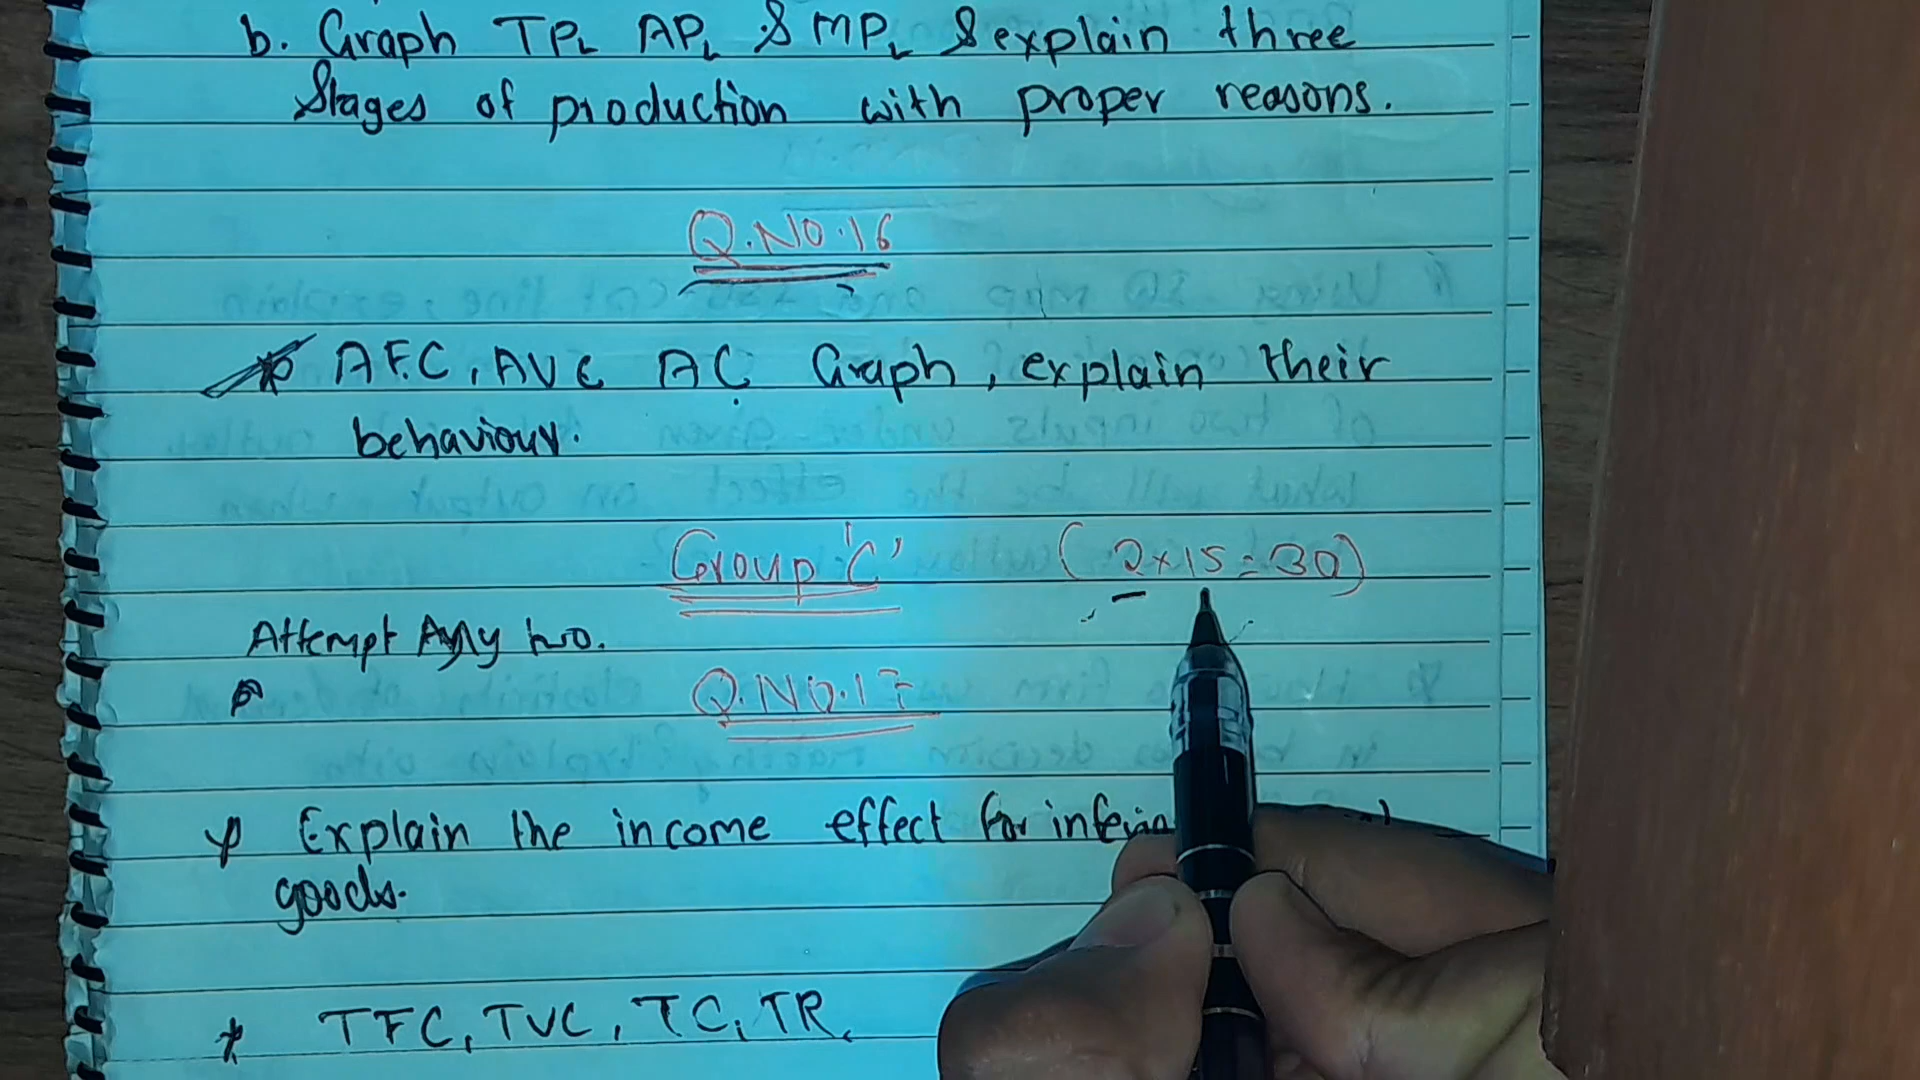 b. Graph TPL APL & MPL & explain three
Stages of production with proper reasons.
Q.NO.16
AFC, AVC AC Graph, explain their
behaviour.
Group 'C' (2×15=30)
Attempt Any two.
Q.NO.17
Explain the income effect for
goods.
* TFC, TVC, TC, TR,